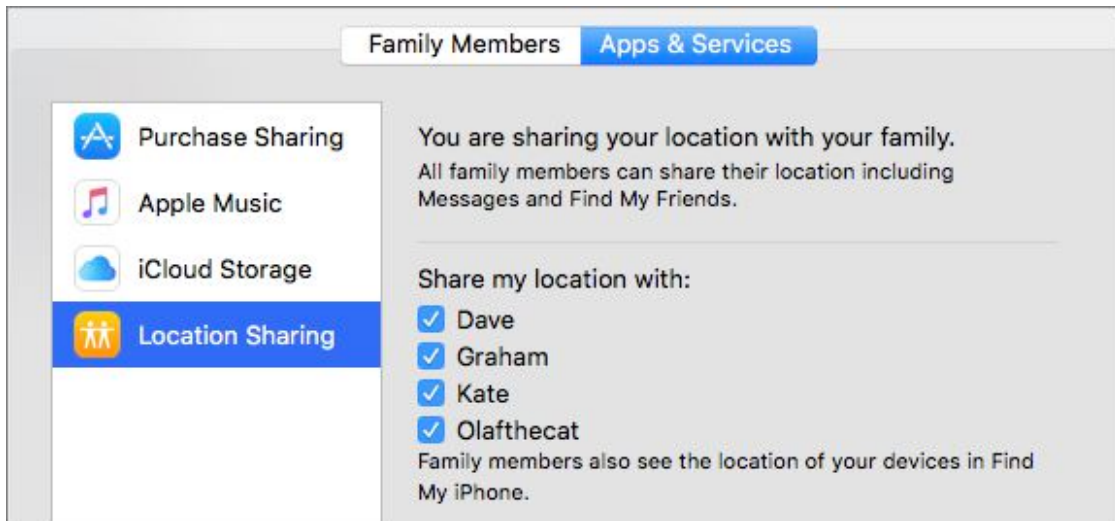 Family Members
Apps & Services
Purchase Sharing
Apple Music
iCloud Storage
Location Sharing
You are sharing your location with your family.
All family members can share their location including
Messages and Find My Friends.
Share my location with:
Dave
Graham
Kate
Olafthecat
Family members also see the location of your devices in Find
My iPhone.